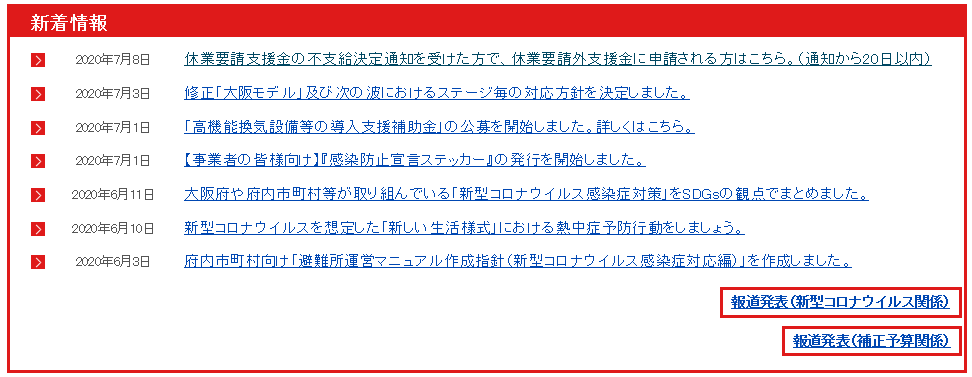 新着情報
2020年7月8日 休業要請支援金の不支給決定通知を受けた方で、休業要請外支援金に申請される方はこちら。（通知から20日以内）
2020年7月3日 修正「大阪モデル」及び次の波におけるステージ毎の対応方針を決定しました。
2020年7月1日 「高機能換気設備等の導入支援補助金」の公募を開始しました。詳しくはこちら。
2020年7月1日 【事業者の皆様向け】『感染防止宣言ステッカー』の発行を開始しました。
2020年6月11日 大阪府や府内市町村等が取り組んでいる「新型コロナウイルス感染症対策」をSDGsの観点でまとめました。
2020年6月10日 新型コロナウイルスを想定した「新しい生活様式」における熱中症予防行動をしましょう。
2020年6月3日 府内市町村向け「避難所運営マニュアル作成指針（新型コロナウイルス感染症対応編）」を作成しました。
報道発表（新型コロナウイルス関係）
報道発表（補正予算関係）